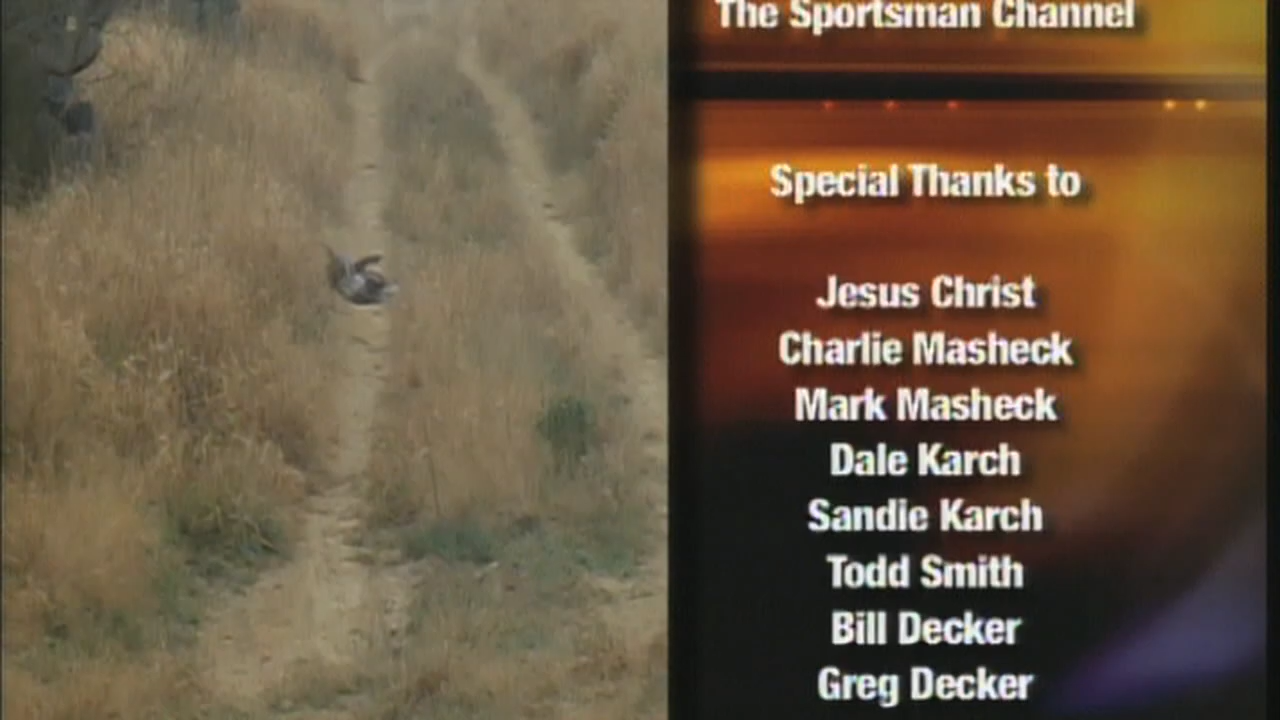 The Sportsman Channel
Special Thanks to
Jesus Christ
Charlie Masheck
Mark Masheck
Dale Karch
Sandie Karch
Todd Smith
Bill Decker
Greg Decker